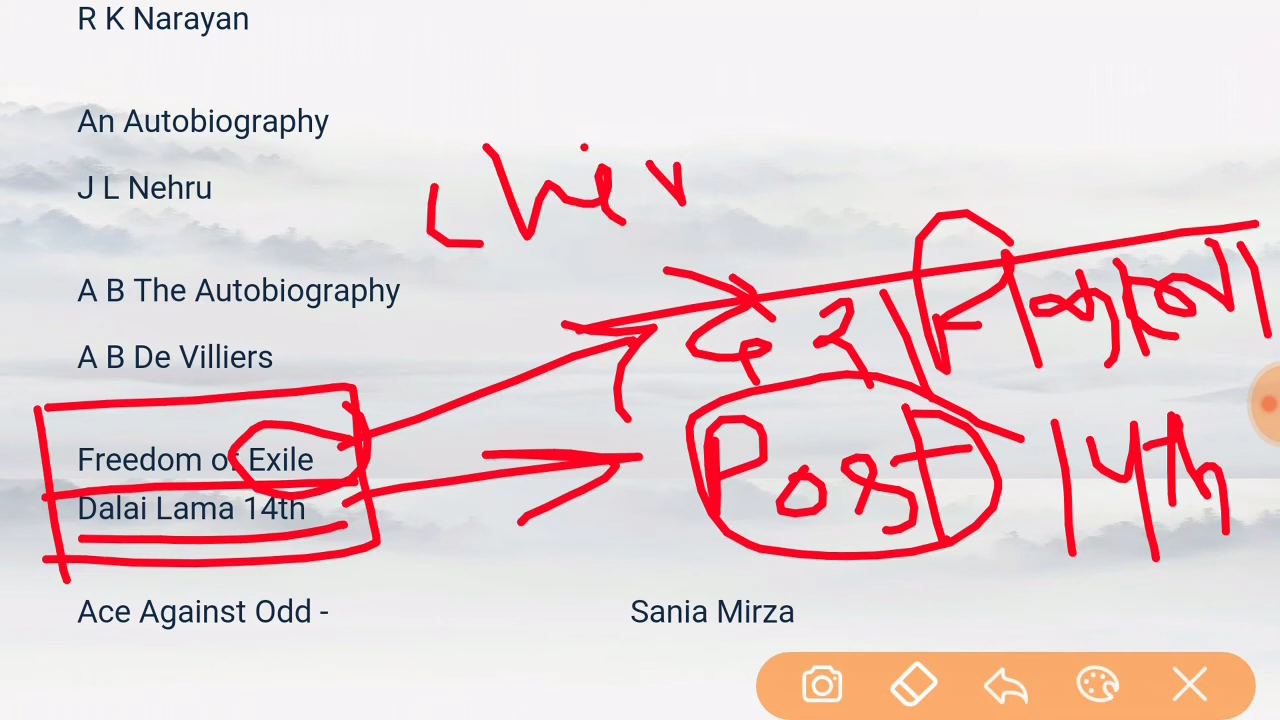 R K Narayan
An Autobiography
J L Nehru
A B The Autobiography
A B De Villiers
Freedom of Exile
Dalai Lama 14th
Post 14th
Ace Against Odd - Sania Mirza